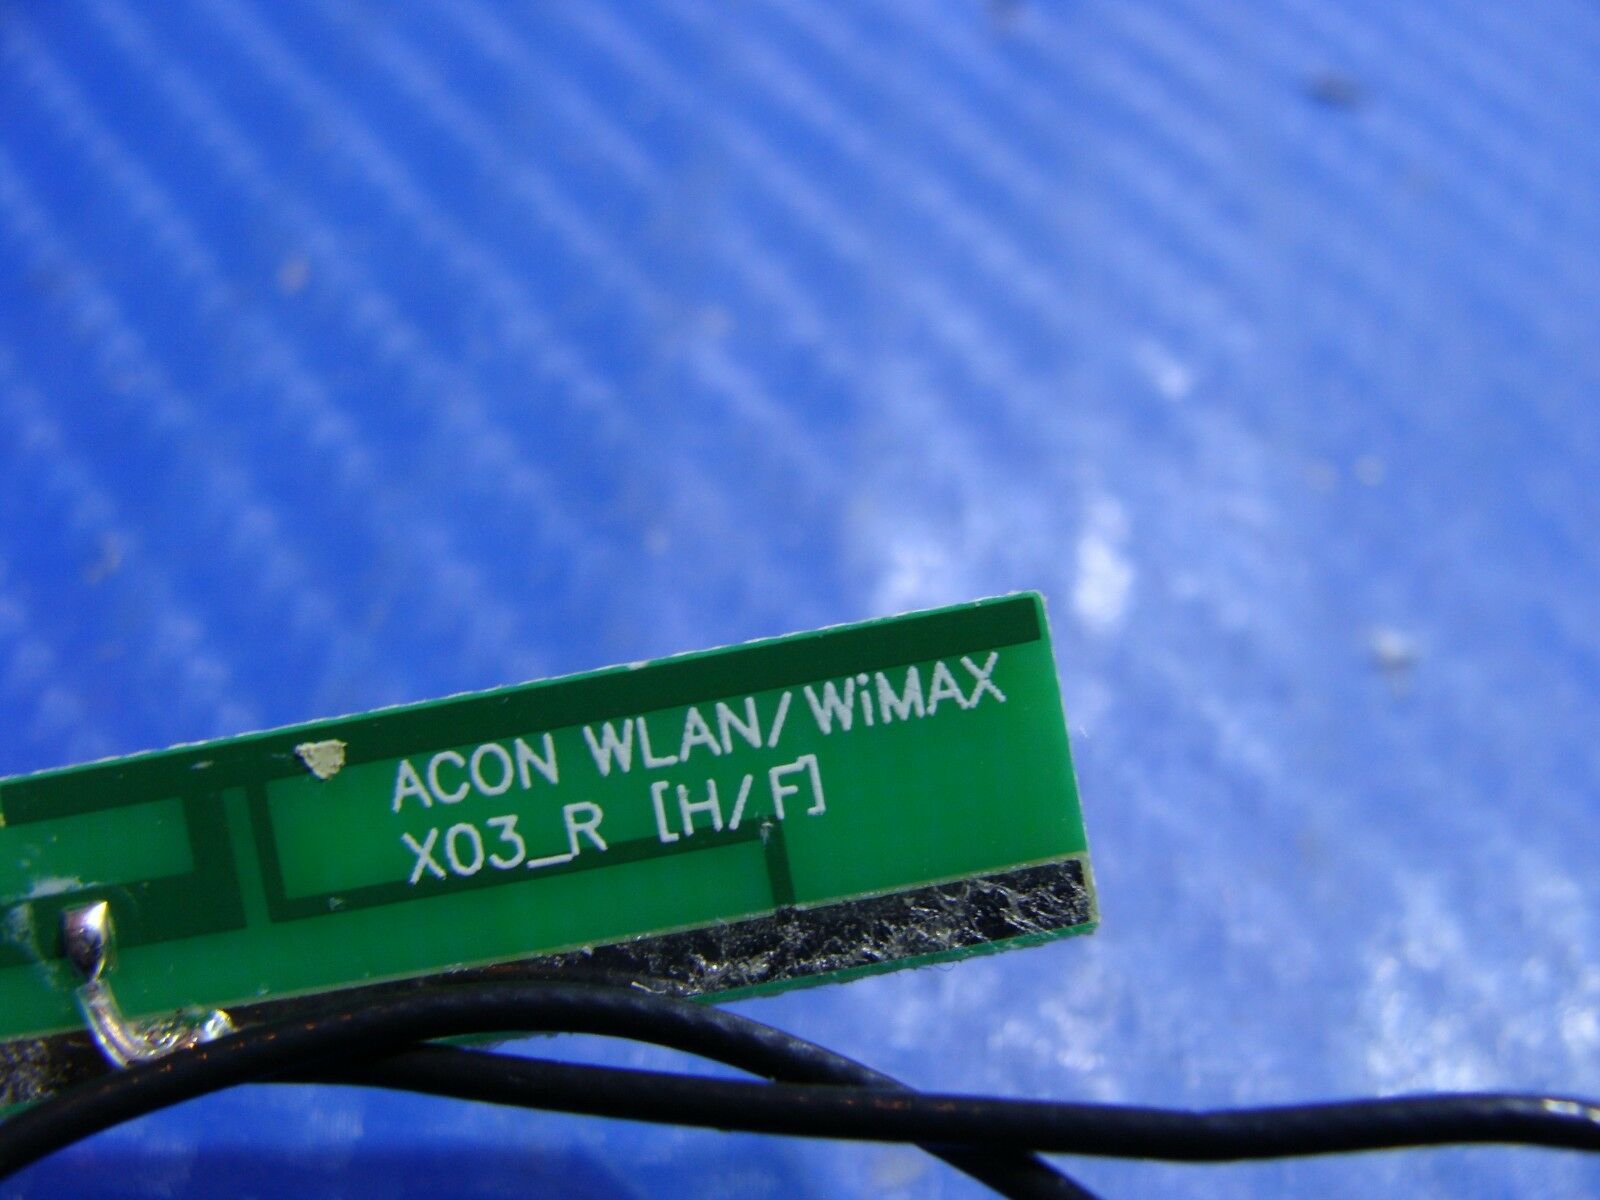 ACON WLAN/WiMAX
X03_R [H/F]